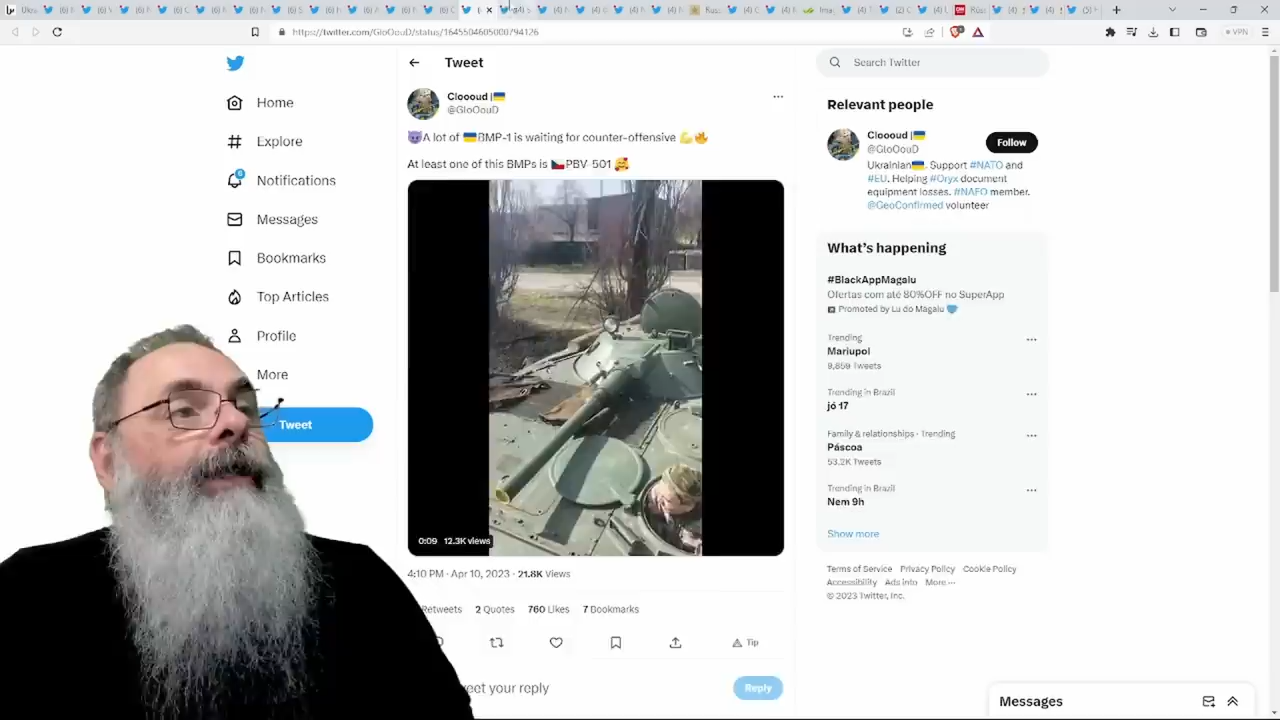 https://twitter.com/GloOouD/status/1645504605000794126
VPN
Home
Explore
6
Notifications
Messages
Bookmarks
Top Articles
Profile
More
Tweet
Tweet
Cloooud |🇺🇦
@GloOouD
😈A lot of 🇺🇦BMP-1 is waiting for counter-offensive 💪🔥
At least one of this BMPs is 🇨🇿PBV-501 🥰
0:09 12.3K views
4:10 PM · Apr 10, 2023 · 21.8K Views
Retweets 2 Quotes 760 Likes 7 Bookmarks
Tip
eet your reply
Reply
Search Twitter
Relevant people
Cloooud |🇺🇦
@GloOouD
Follow
Ukrainian🇺🇦. Support #NATO and
#EU. Helping #Oryx document
equipment losses. #NAFO member.
@GeoConfirmed volunteer
What's happening
#BlackAppMagalu
Ofertas com até 80%OFF no SuperApp
Promoted by Lu do Magalu
Trending
Mariupol
9,859 Tweets
Trending in Brazil
jó 17
Family & relationships · Trending
Páscoa
53.2K Tweets
Trending in Brazil
Nem 9h
Show more
Terms of Service Privacy Policy Cookie Policy
Accessibility Ads info More ···
© 2023 Twitter, Inc.
Messages